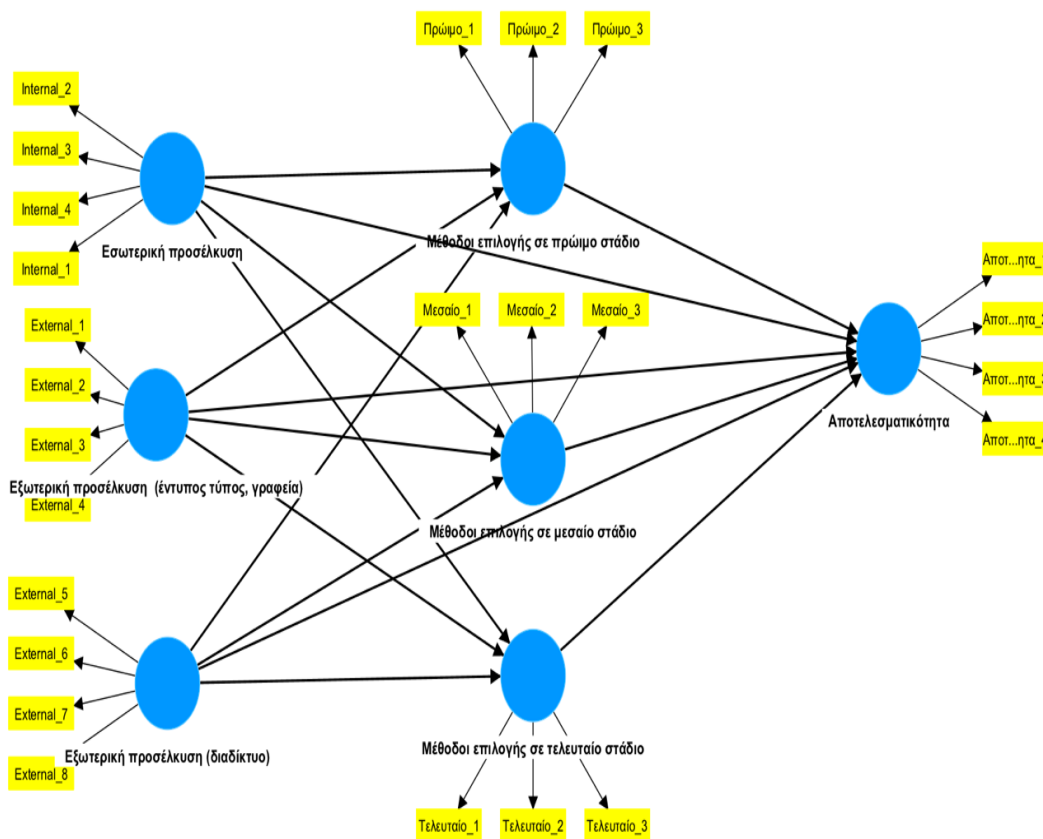 Πρώιμο_1
Πρώιμο_2
Πρώιμο_3
Internal_2
Internal_3
Internal_4
Internal_1
Εσωτερική προσέλκυση
Μέθοδοι επιλογής σε πρώιμο στάδιο
External_1
External_2
External_3
External_4
Εξωτερική προσέλκυση (έντυπος τύπος, γραφεία)
Μεσαίο_1
Μεσαίο_2
Μεσαίο_3
Μέθοδοι επιλογής σε μεσαίο στάδιο
Αποτ...ητα_1
Αποτ...ητα_2
Αποτ...ητα_3
Αποτ...ητα_4
Αποτελεσματικότητα
External_5
External_6
External_7
External_8
Εξωτερική προσέλκυση (διαδίκτυο)
Μέθοδοι επιλογής σε τελευταίο στάδιο
Τελευταίο_1
Τελευταίο_2
Τελευταίο_3